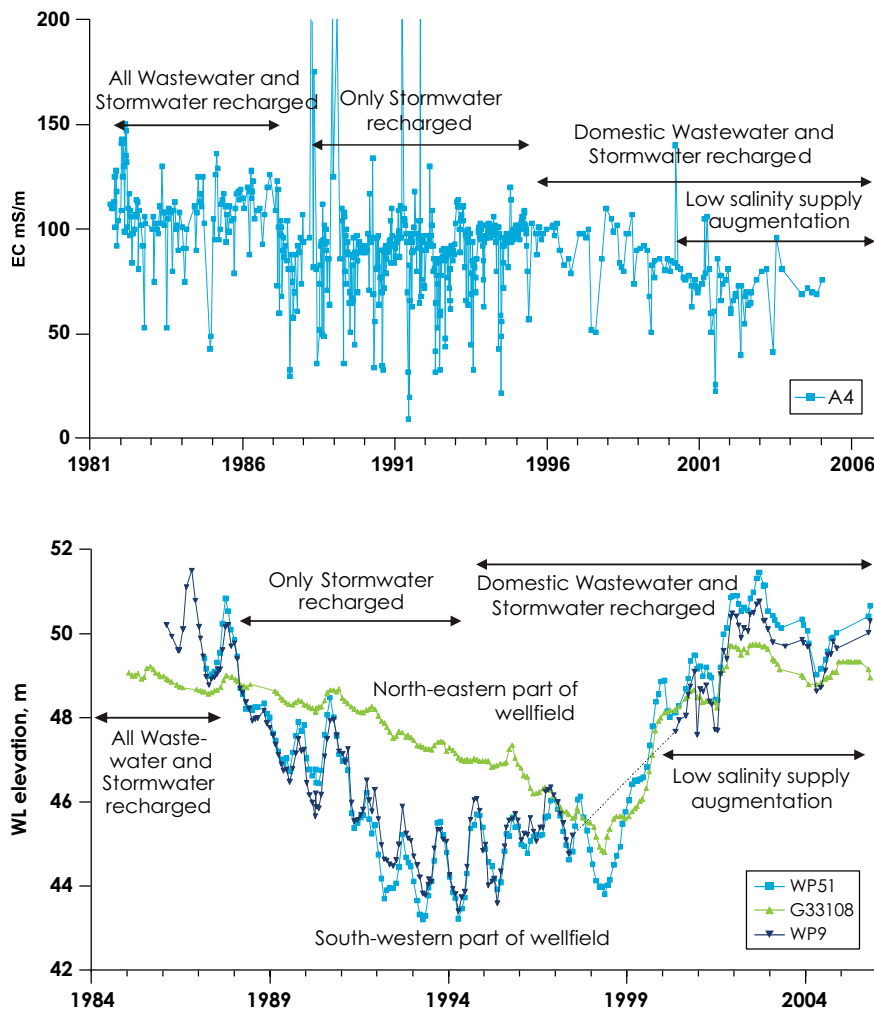 200
150
100
50
0
EC mS/m
All Wastewater and
Stormwater recharged
Only Stormwater
recharged
Domestic Wastewater and
Stormwater recharged
Low salinity supply
augmentation
A4
1981
1986
1991
1996
2001
2006
52
50
48
46
44
42
WL elevation, m
Only Stormwater
recharged
Domestic Wastewater and
Stormwater recharged
North-eastern part of
wellfield
All Waste-
water and
Stormwater
recharged
Low salinity supply
augmentation
South-western part of wellfield
WP51
G33108
WP9
1984
1989
1994
1999
2004